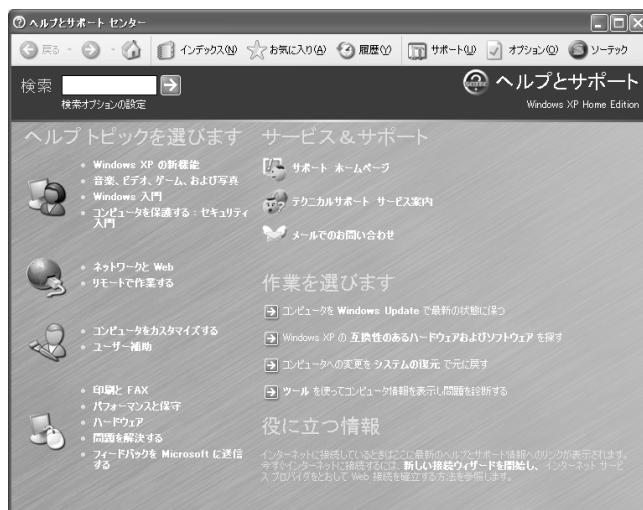 ヘルプとサポート センター
戻る
インデックス(N)
お気に入り(A)
履歴(Y)
サポート(U)
オプション(O)
ソーテック
検索
検索オプションの設定
ヘルプとサポート
Windows XP Home Edition
ヘルプ トピックを選びます
Windows XP の新機能
音楽、ビデオ、ゲーム、および写真
Windows 入門
コンピュータを保護する : セキュリティ
入門
ネットワークと Web
リモートで作業する
コンピュータをカスタマイズする
ユーザー補助
印刷と FAX
パフォーマンスと保守
ハードウェア
問題を解決する
フィードバックを Microsoft に送信
する
サービス&サポート
サポート ホームページ
テクニカルサポート サービス案内
メールでのお問い合わせ
作業を選びます
コンピュータを Windows Update で最新の状態に保つ
Windows XP の 互換性のあるハードウェアおよびソフトウェア を探す
コンピュータへの変更を システムの復元 で元に戻す
ツール を使ってコンピュータ情報を表示し問題を診断する
役に立つ情報
インターネットに接続しているときはここに最新のヘルプとサポート情報へのリンクが表示されます。
今すぐインターネットに接続するには、新しい接続ウィザードを開始し、インターネット サービ
ス プロバイダをとおして Web 接続を確立する方法を参照します。